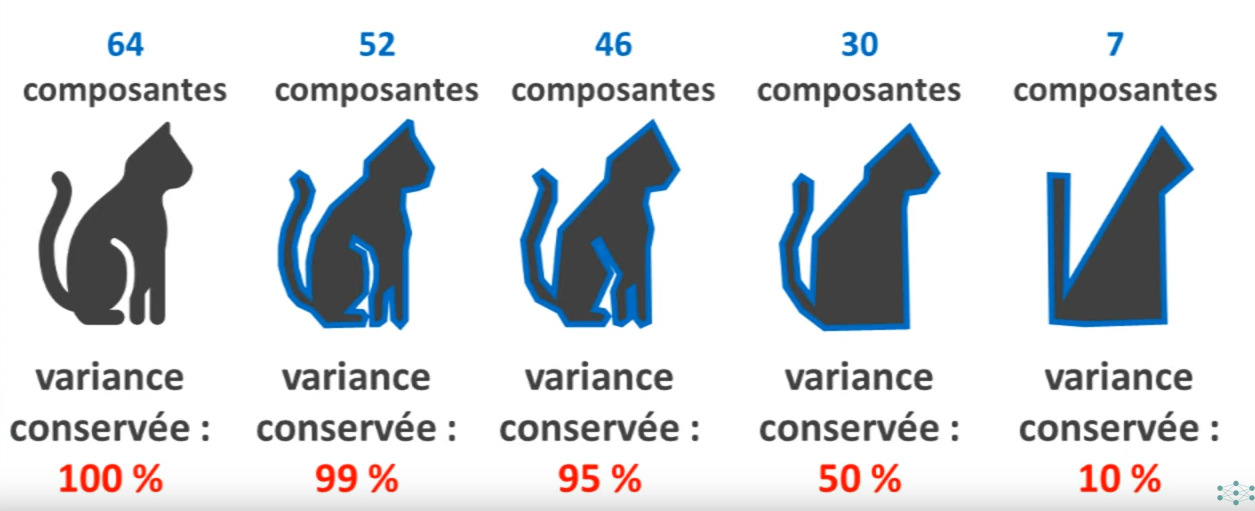 64 52 46 30 7
composantes composantes composantes composantes composantes
variance variance variance variance variance
conservée : conservée : conservée : conservée : conservée :
100 % 99 % 95 % 50 % 10 %